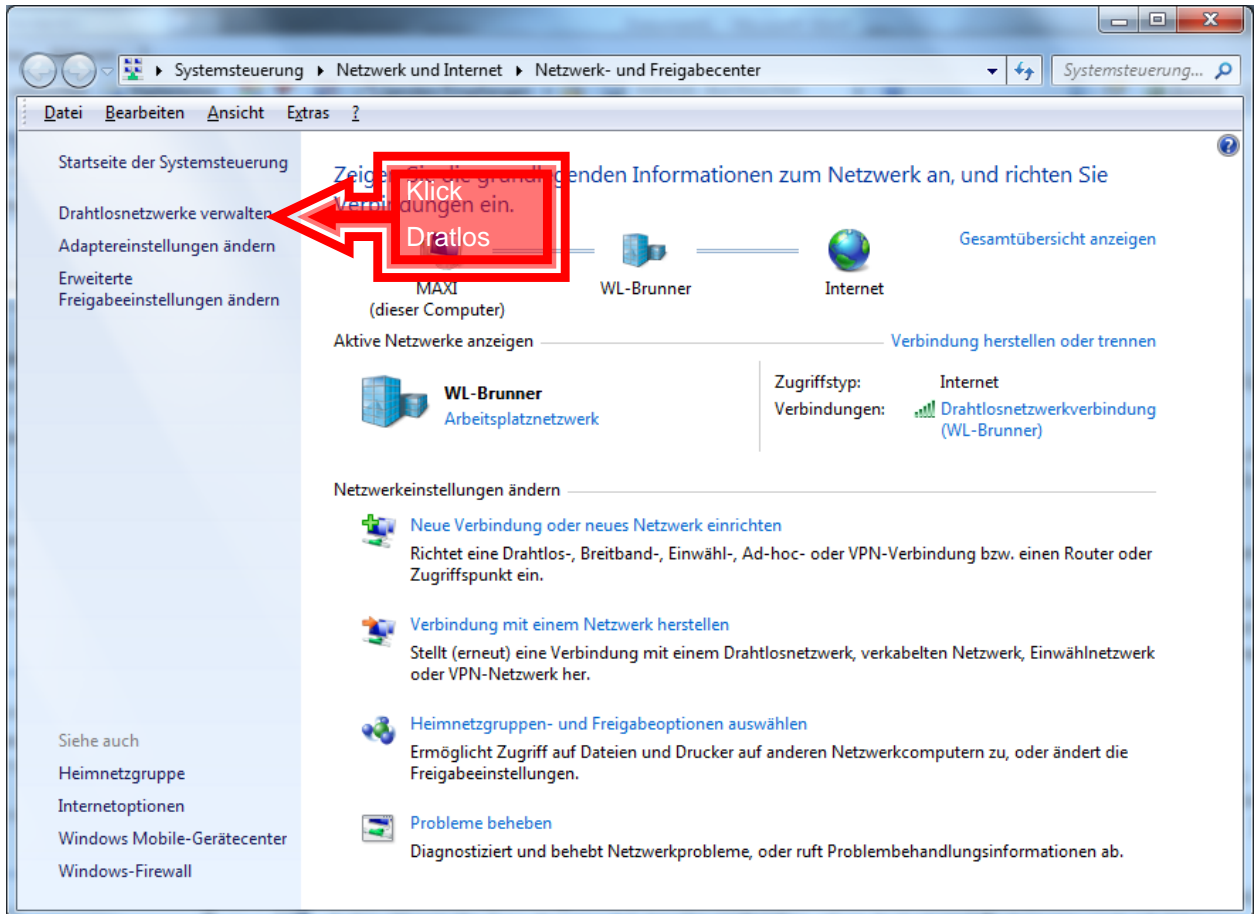 Systemsteuerung ▸ Netzwerk und Internet ▸ Netzwerk- und Freigabecenter
Systemsteuerung...
Datei Bearbeiten Ansicht Extras ?
Startseite der Systemsteuerung
Drahtlosnetzwerke verwalten
Adaptereinstellungen ändern
Erweiterte
Freigabeeinstellungen ändern
Zeigen Sie die grundlegenden Informationen zum Netzwerk an, und richten Sie
Verbindungen ein.
Klick
Dratlos
Gesamtübersicht anzeigen
MAXI
(dieser Computer)
WL-Brunner
Internet
Aktive Netzwerke anzeigen
Verbindung herstellen oder trennen
WL-Brunner
Arbeitsplatznetzwerk
Zugriffstyp: Internet
Verbindungen: Drahtlosnetzwerkverbindung
(WL-Brunner)
Netzwerkeinstellungen ändern
Neue Verbindung oder neues Netzwerk einrichten
Richtet eine Drahtlos-, Breitband-, Einwähl-, Ad-hoc- oder VPN-Verbindung bzw. einen Router oder
Zugriffspunkt ein.
Verbindung mit einem Netzwerk herstellen
Stellt (erneut) eine Verbindung mit einem Drahtlosnetzwerk, verkabelten Netzwerk, Einwählnetzwerk
oder VPN-Netzwerk her.
Heimnetzgruppen- und Freigabeoptionen auswählen
Ermöglicht Zugriff auf Dateien und Drucker auf anderen Netzwerkcomputern zu, oder ändert die
Freigabeeinstellungen.
Probleme beheben
Diagnostiziert und behebt Netzwerkprobleme, oder ruft Problembehandlungsinformationen ab.
Siehe auch
Heimnetzgruppe
Internetoptionen
Windows Mobile-Gerätecenter
Windows-Firewall